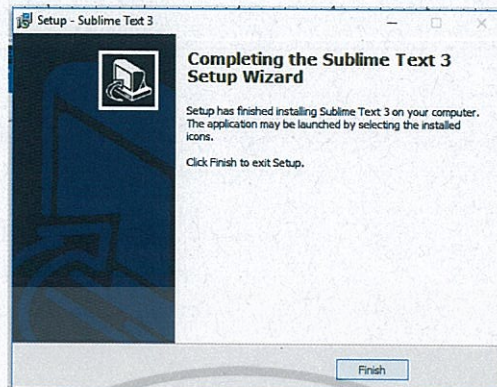 Setup - Sublime Text 3
Completing the Sublime Text 3
Setup Wizard
Setup has finished installing Sublime Text 3 on your computer.
The application may be launched by selecting the installed
icons.
Click Finish to exit Setup.
Finish